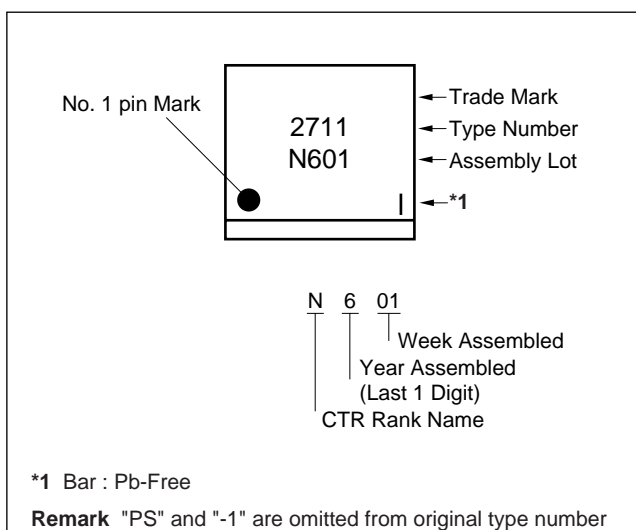 No. 1 pin Mark
2711
N601
Trade Mark
Type Number
Assembly Lot
*1
N 6 01
Week Assembled
Year Assembled
(Last 1 Digit)
CTR Rank Name
*1 Bar : Pb-Free
Remark "PS" and "-1" are omitted from original type number